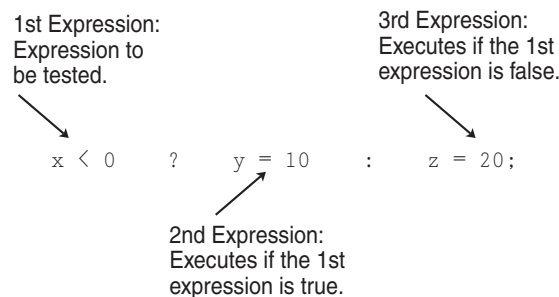 1st Expression:
Expression to
be tested.
3rd Expression:
Executes if the 1st
expression is false.
x < 0 ? y = 10 : z = 20;
2nd Expression:
Executes if the 1st
expression is true.